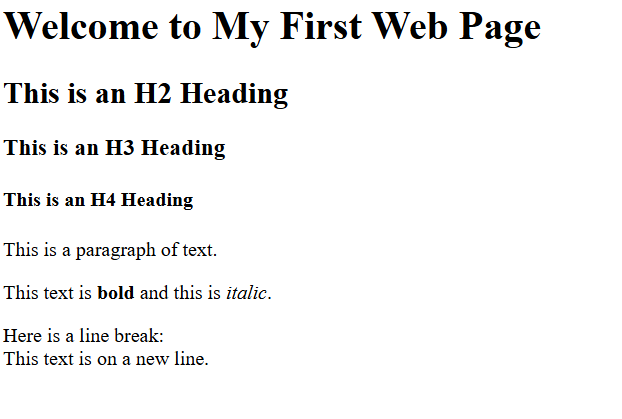 Welcome to My First Web Page
This is an H2 Heading
This is an H3 Heading
This is an H4 Heading
This is a paragraph of text.
This text is bold and this is italic.
Here is a line break:
This text is on a new line.